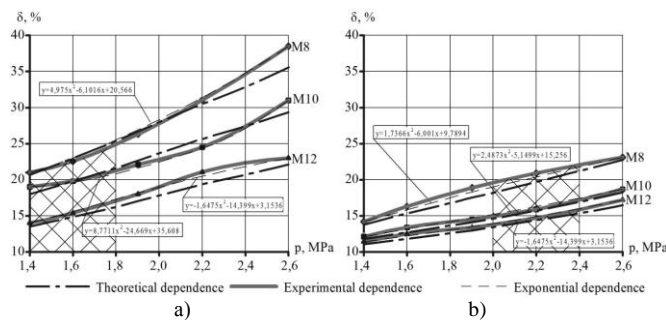 δ, %
40
35
30
25
20
15
10
1,4 1,6 1,8 2,0 2,2 2,4 2,6
p, MPa
M8
M10
M12
y=4,975x²-6,1016x+20,566
y=8,7711x²-24,669x+35,608
y=-1,6475x²-14,399x+3,1536
δ, %
40
35
30
25
20
15
10
1,4 1,6 1,8 2,0 2,2 2,4 2,6
p, MPa
M8
M10
M12
y=1,7366x²-6,001x+9,7894
y=2,4873x²-5,1499x+15,256
y=-1,6475x²-14,399x+3,1536
Theoretical dependence Experimental dependence Exponential dependence
a) b)